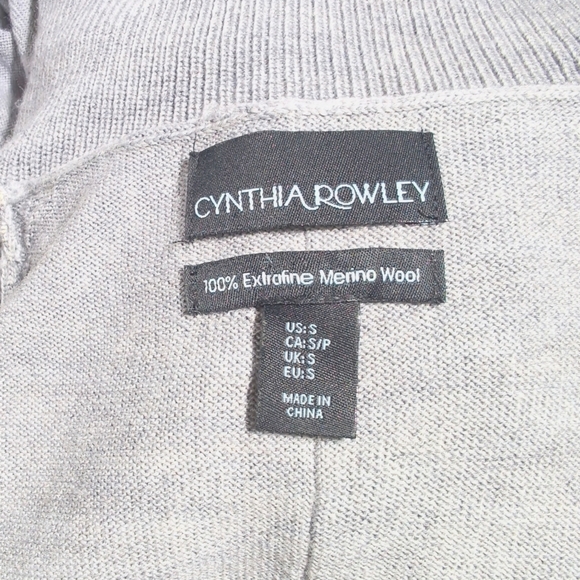 CYNTHIA ROWLEY
100% Extrafine Merino Wool
US: S
CA: S/P
UK: S
EU: S
MADE IN
CHINA